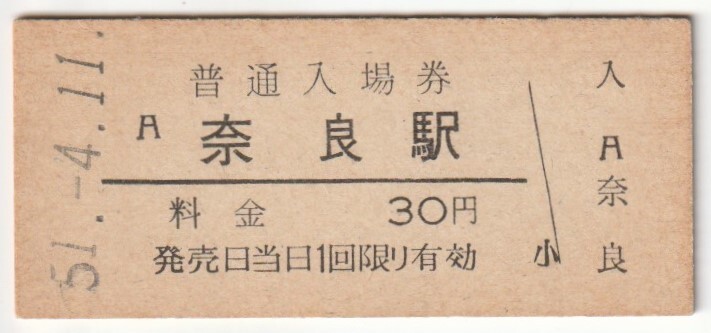 51.-4.11.
普通入場券
A 奈良駅
料金 30円
発売日当日1回限り有効
小
入 A 奈良